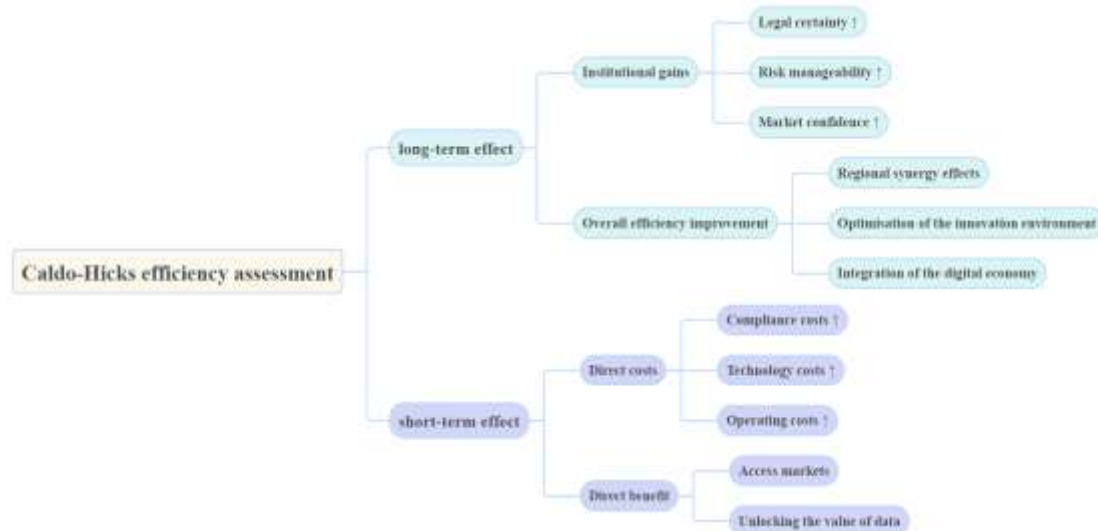 Caldo-Hicks efficiency assessment
long-term effect
Institutional gains
Legal certainty ↑
Risk manageability ↑
Market confidence ↑
Overall efficiency improvement
Regional synergy effects
Optimisation of the innovation environment
Integration of the digital economy
short-term effect
Direct costs
Compliance costs ↑
Technology costs ↑
Operating costs ↑
Direct benefit
Access markets
Unlocking the value of data